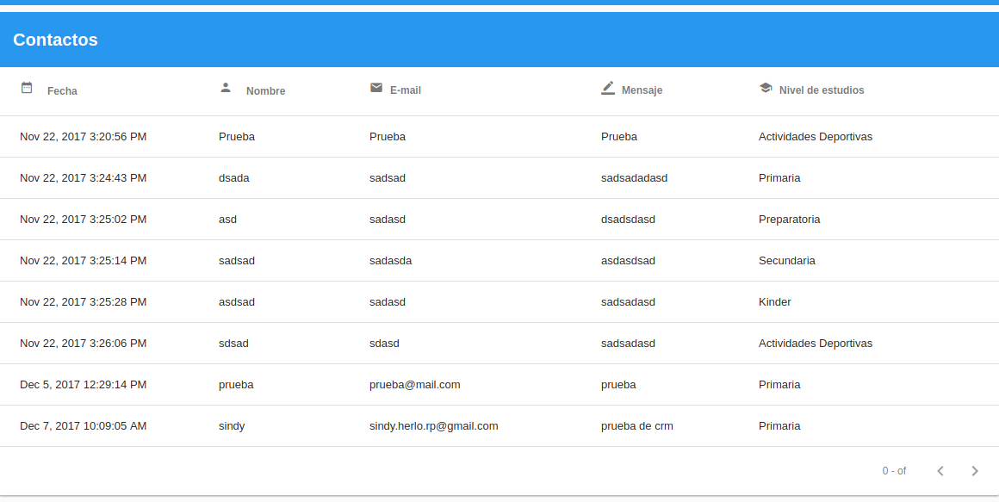 Contactos
Fecha Nombre E-mail Mensaje Nivel de estudios
Nov 22, 2017 3:20:56 PM Prueba Prueba Prueba Actividades Deportivas
Nov 22, 2017 3:24:43 PM dsada sadsad sadsadadasd Primaria
Nov 22, 2017 3:25:02 PM asd sadasd dsadsdasd Preparatoria
Nov 22, 2017 3:25:14 PM sadsad sadasda asdasdsad Secundaria
Nov 22, 2017 3:25:28 PM asdsad sadasd sadsadasd Kinder
Nov 22, 2017 3:26:06 PM sdsad sdasd sadsadasd Actividades Deportivas
Dec 5, 2017 12:29:14 PM prueba prueba@mail.com prueba Primaria
Dec 7, 2017 10:09:05 AM sindy sindy.herlo.rp@gmail.com prueba de crm Primaria
0 - of